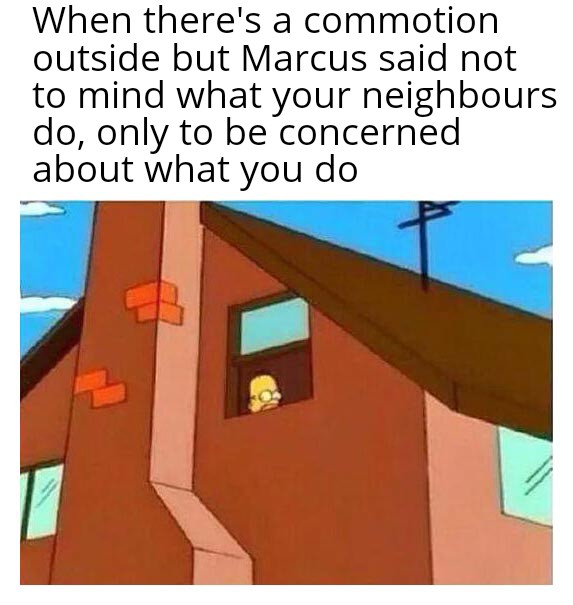 When there's a commotion
outside but Marcus said not
to mind what your neighbours
do, only to be concerned
about what you do